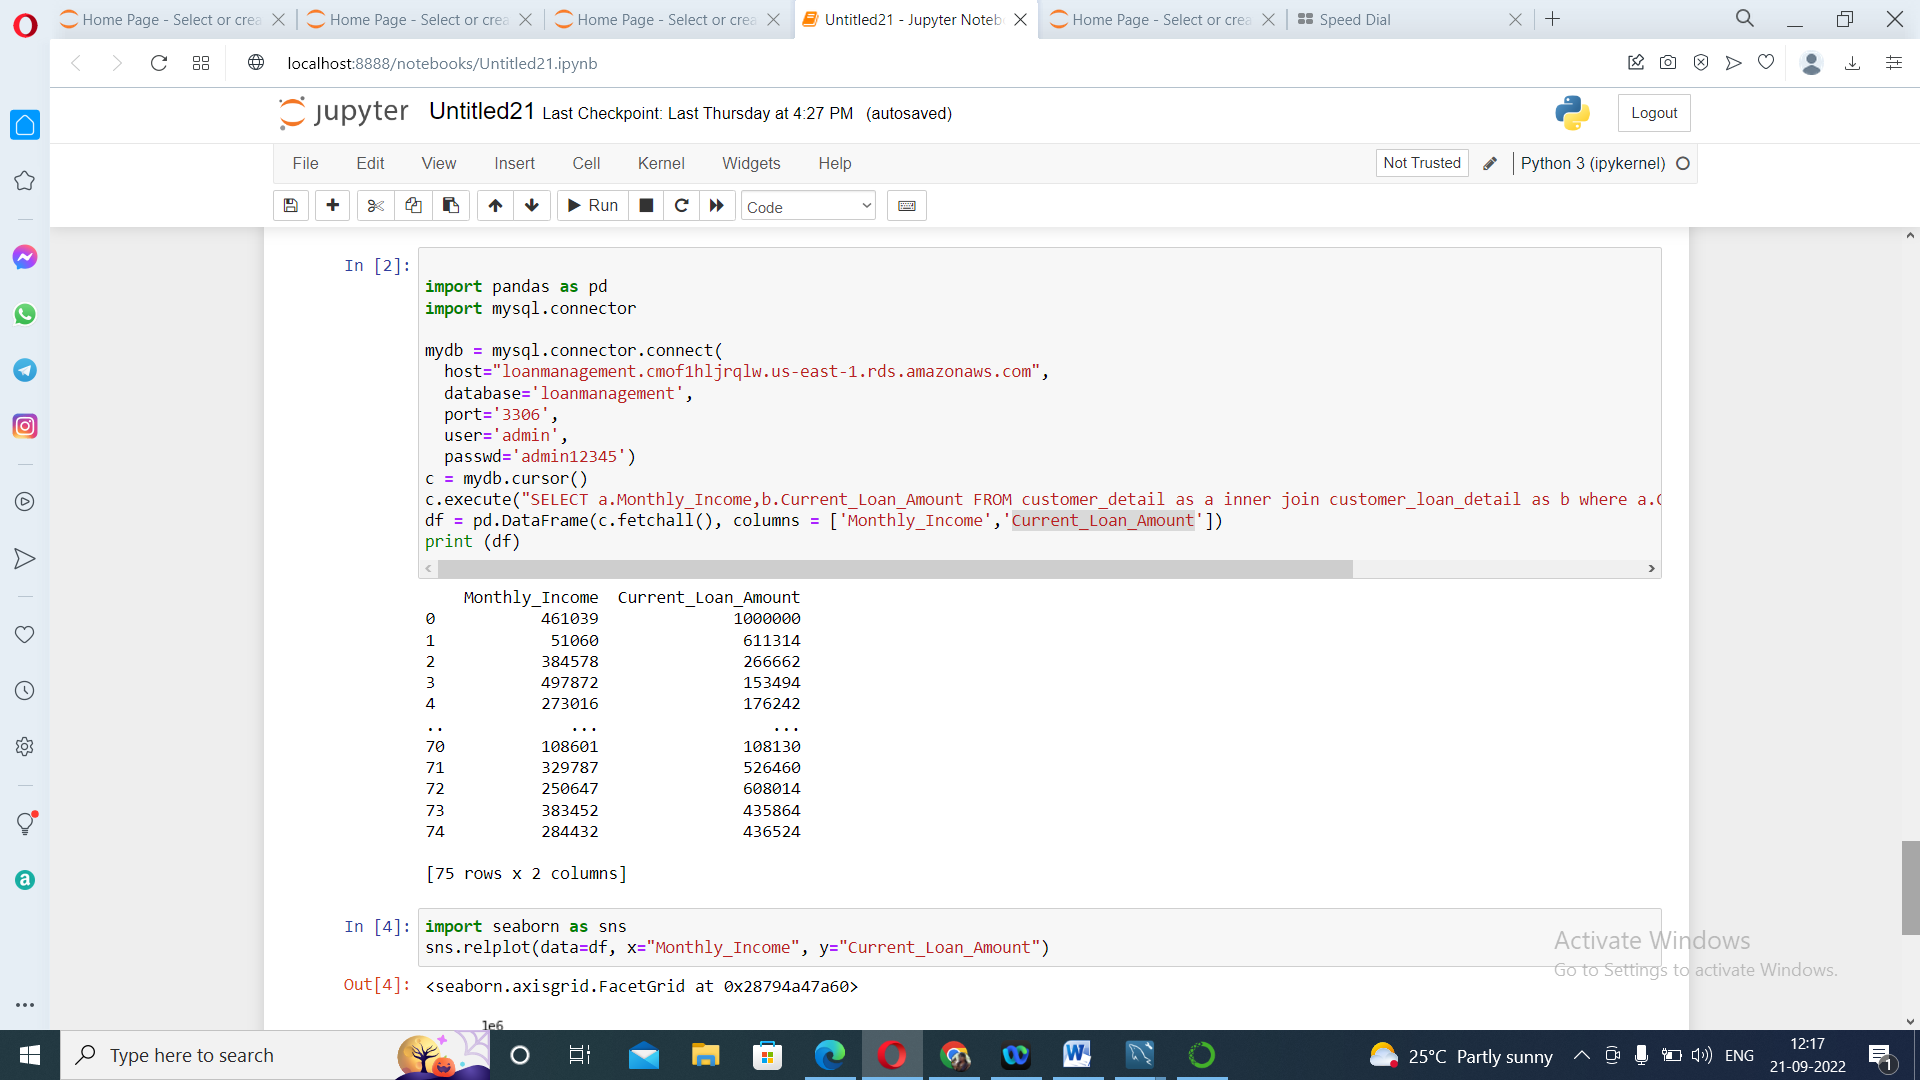 Home Page - Select or crea
Home Page - Select or crea
Home Page - Select or crea
Untitled21 - Jupyter Noteb
Home Page - Select or crea
Speed Dial
localhost:8888/notebooks/Untitled21.ipynb
jupyter Untitled21 Last Checkpoint: Last Thursday at 4:27 PM (autosaved)
Logout
File Edit View Insert Cell Kernel Widgets Help
Not Trusted
Python 3 (ipykernel)
Run
Code
In [2]:
import pandas as pd
import mysql.connector
mydb = mysql.connector.connect(
host="loanmanagement.cmof1hljrqlw.us-east-1.rds.amazonaws.com",
database='loanmanagement',
port='3306',
user='admin',
passwd='admin12345')
c = mydb.cursor()
c.execute("SELECT a.Monthly_Income,b.Current_Loan_Amount FROM customer_detail as a inner join customer_loan_detail as b where a.
df = pd.DataFrame(c.fetchall(), columns = ['Monthly_Income','Current_Loan_Amount'])
print (df)
Monthly_Income Current_Loan_Amount
0 461039 1000000
1 51060 611314
2 384578 266662
3 497872 153494
4 273016 176242
.. ... ...
70 108601 108130
71 329787 526460
72 250647 608014
73 383452 435864
74 284432 436524
[75 rows x 2 columns]
In [4]:
import seaborn as sns
sns.relplot(data=df, x="Monthly_Income", y="Current_Loan_Amount")
Out[4]: <seaborn.axisgrid.FacetGrid at 0x28794a47a60>
1e6
Activate Windows
Go to Settings to activate Windows.
Type here to search
25°C Partly sunny
ENG
12:17
21-09-2022
1